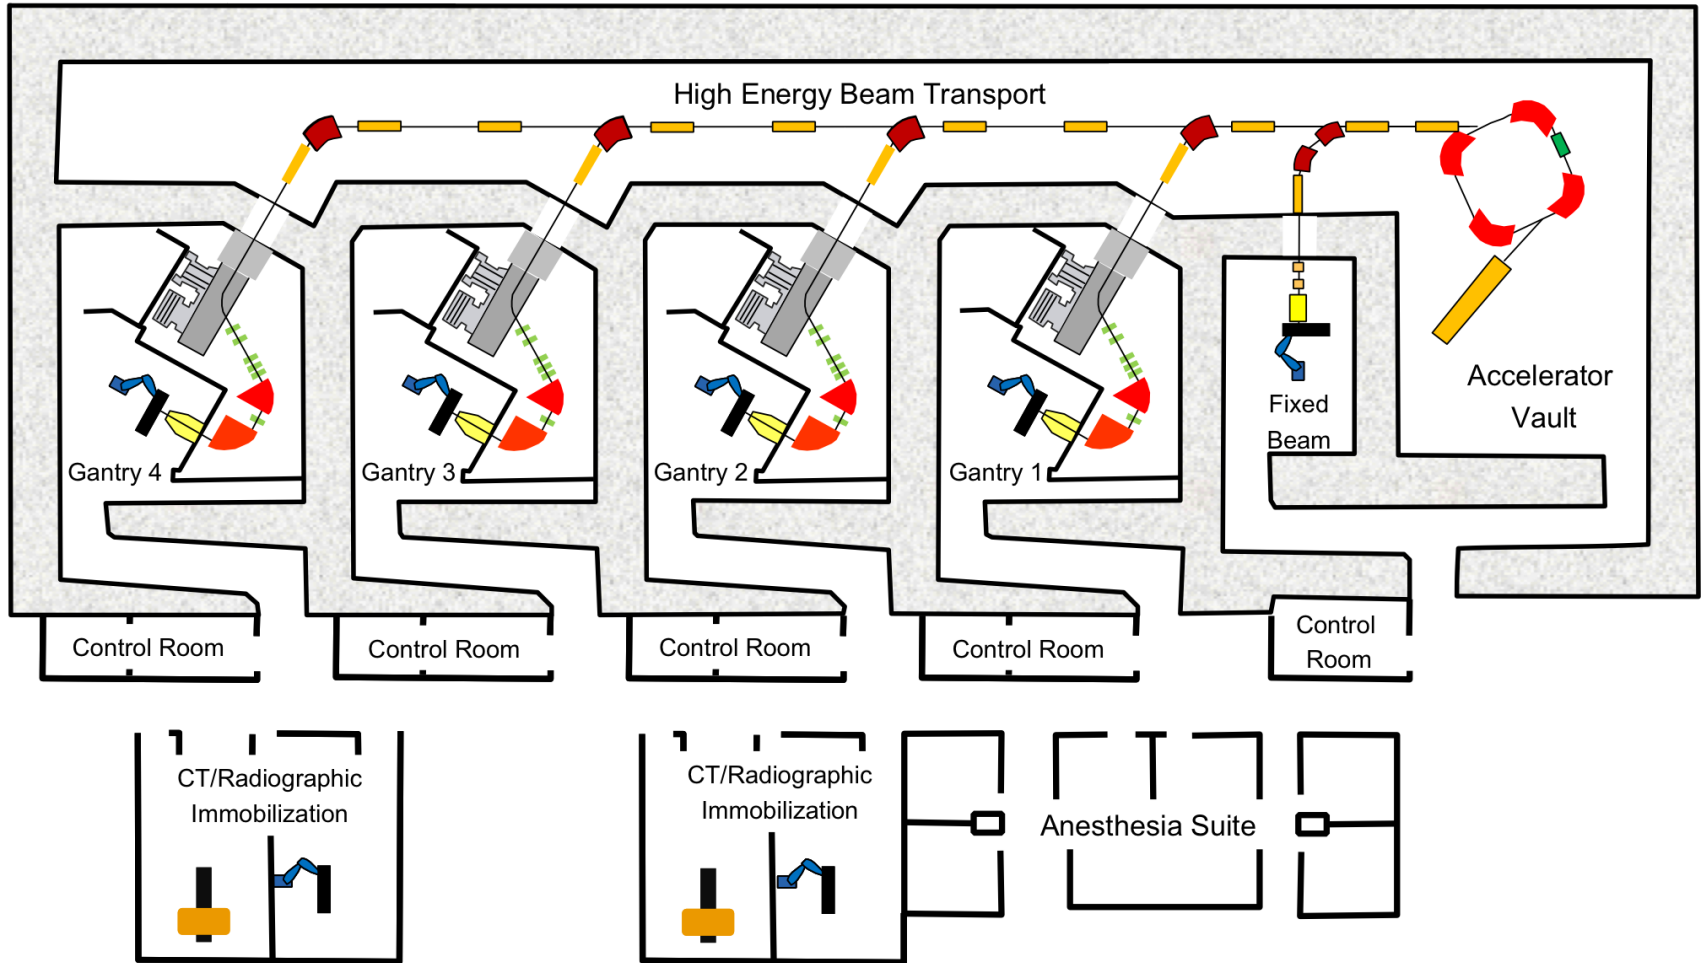 High Energy Beam Transport
Accelerator
Vault
Fixed
Beam
Gantry 4
Gantry 3
Gantry 2
Gantry 1
Control Room
Control Room
Control Room
Control Room
Control
Room
CT/Radiographic
Immobilization
CT/Radiographic
Immobilization
Anesthesia Suite